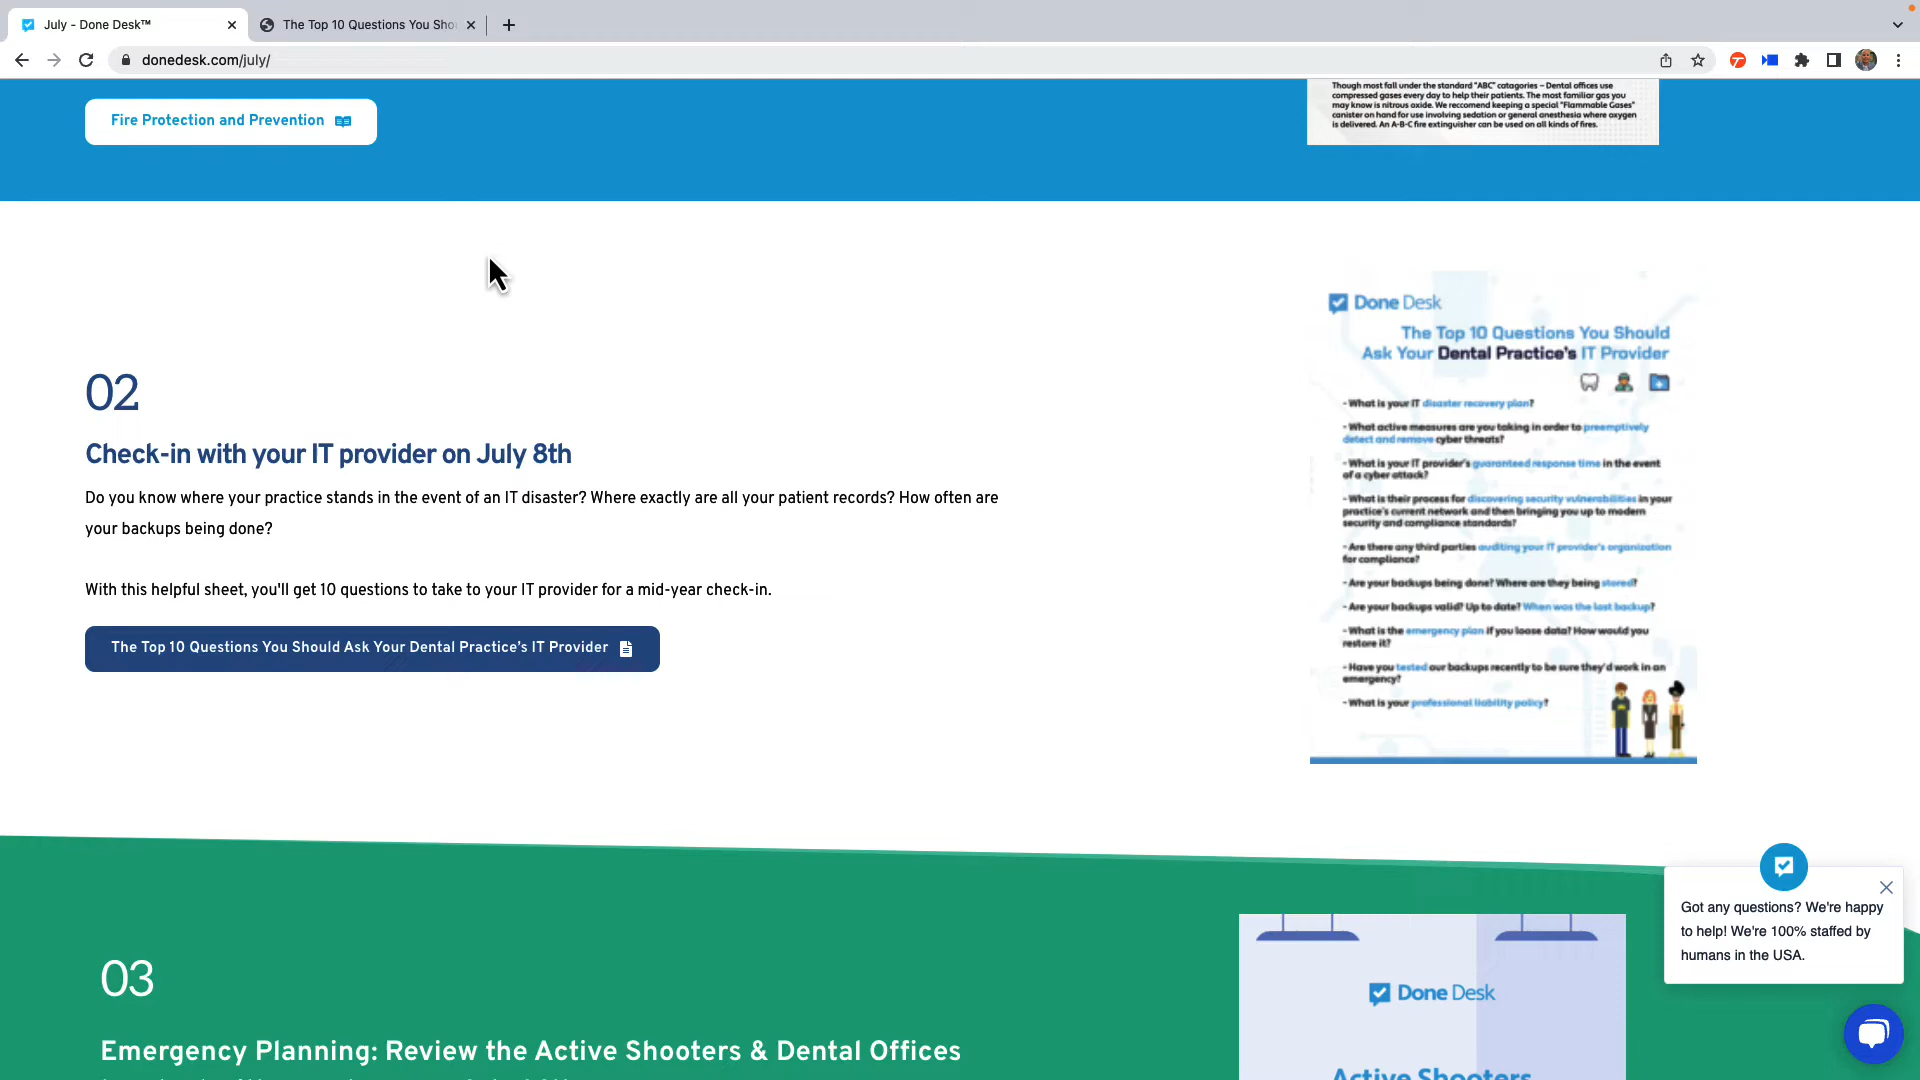 July - Done Desk™
The Top 10 Questions You Shou
donedesk.com/july/
Fire Protection and Prevention
Though most fall under the standard "ABC" catagories – Dental offices use
compressed gases every day to help their patients. The most familiar gas you
may know is nitrous oxide. We reccomend keeping a special "Flammable Gases"
canister on hand for use involving sedation or general anesthesia where oxygen
is delivered. An A-B-C fire extinguisher can be used on all kinds of fires.
02
Check-in with your IT provider on July 8th
Do you know where your practice stands in the event of an IT disaster? Where exactly are all your patient records? How often are
your backups being done?
With this helpful sheet, you'll get 10 questions to take to your IT provider for a mid-year check-in.
The Top 10 Questions You Should Ask Your Dental Practice's IT Provider
Done Desk
The Top 10 Questions You Should
Ask Your Dental Practice's IT Provider
- What is your IT disaster recovery plan?
- What active measures are you taking in order to preemptively
detect and remove cyber threats?
- What is your IT provider's guaranteed response time in the event
of a cyber attack?
- What is their process for discovering security vulnerabilities in your
practice's current network and then bringing you up to modern
security and compliance standards?
- Are there any third parties auditing your IT provider's organization
for compliance?
- Are your backups being done? Where are they being stored?
- Are your backups valid? Up to date? When was the last backup?
- What is the emergency plan if you loose data? How would you
restore it?
- Have you tested our backups recently to be sure they'd work in an
emergency?
- What is your professional liability policy?
03
Emergency Planning: Review the Active Shooters & Dental Offices
Done Desk
Active Shooters
Got any questions? We're happy
to help! We're 100% staffed by
humans in the USA.